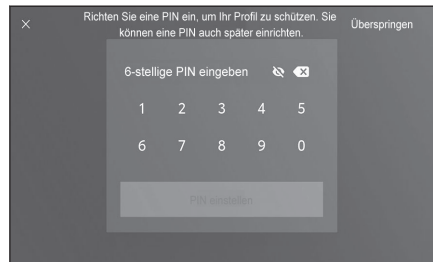 Richten Sie eine PIN ein, um Ihr Profil zu schützen. Sie
können eine PIN auch später einrichten.
Überspringen
6-stellige PIN eingeben
1 2 3 4 5
6 7 8 9 0
PIN einstellen